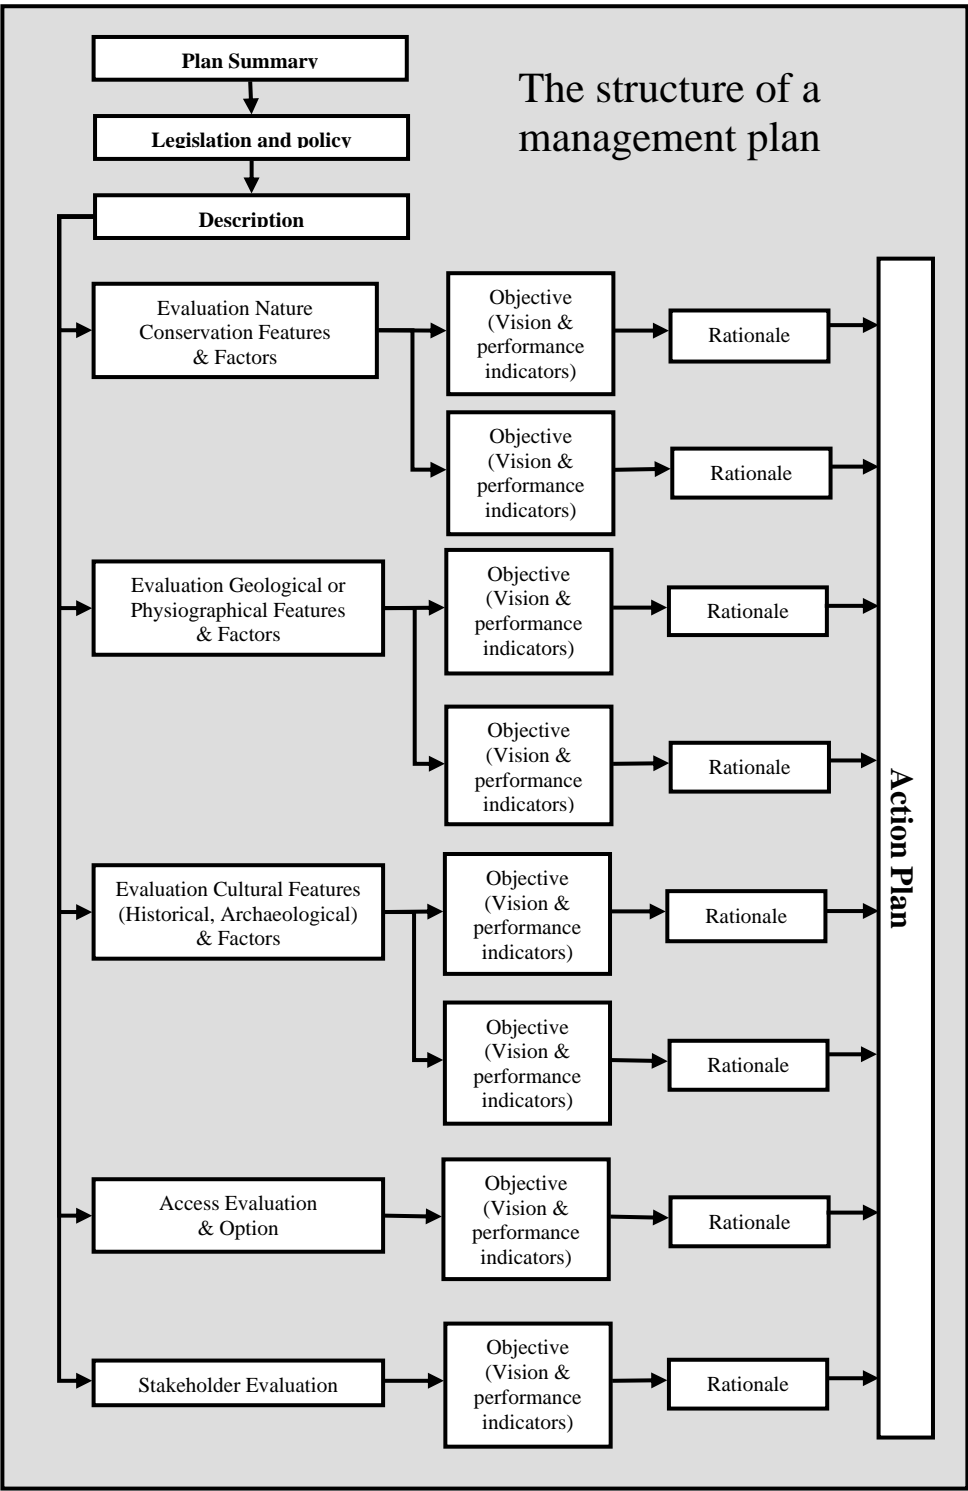 Plan Summary
The structure of a
management plan
Legislation and policy
Description
Evaluation Nature
Conservation Features
& Factors
Objective
(Vision &
performance
indicators)
Rationale
Objective
(Vision &
performance
indicators)
Rationale
Evaluation Geological or
Physiographical Features
& Factors
Objective
(Vision &
performance
indicators)
Rationale
Objective
(Vision &
performance
indicators)
Rationale
Action Plan
Evaluation Cultural Features
(Historical, Archaeological)
& Factors
Objective
(Vision &
performance
indicators)
Rationale
Objective
(Vision &
performance
indicators)
Rationale
Access Evaluation
& Option
Objective
(Vision &
performance
indicators)
Rationale
Stakeholder Evaluation
Objective
(Vision &
performance
indicators)
Rationale